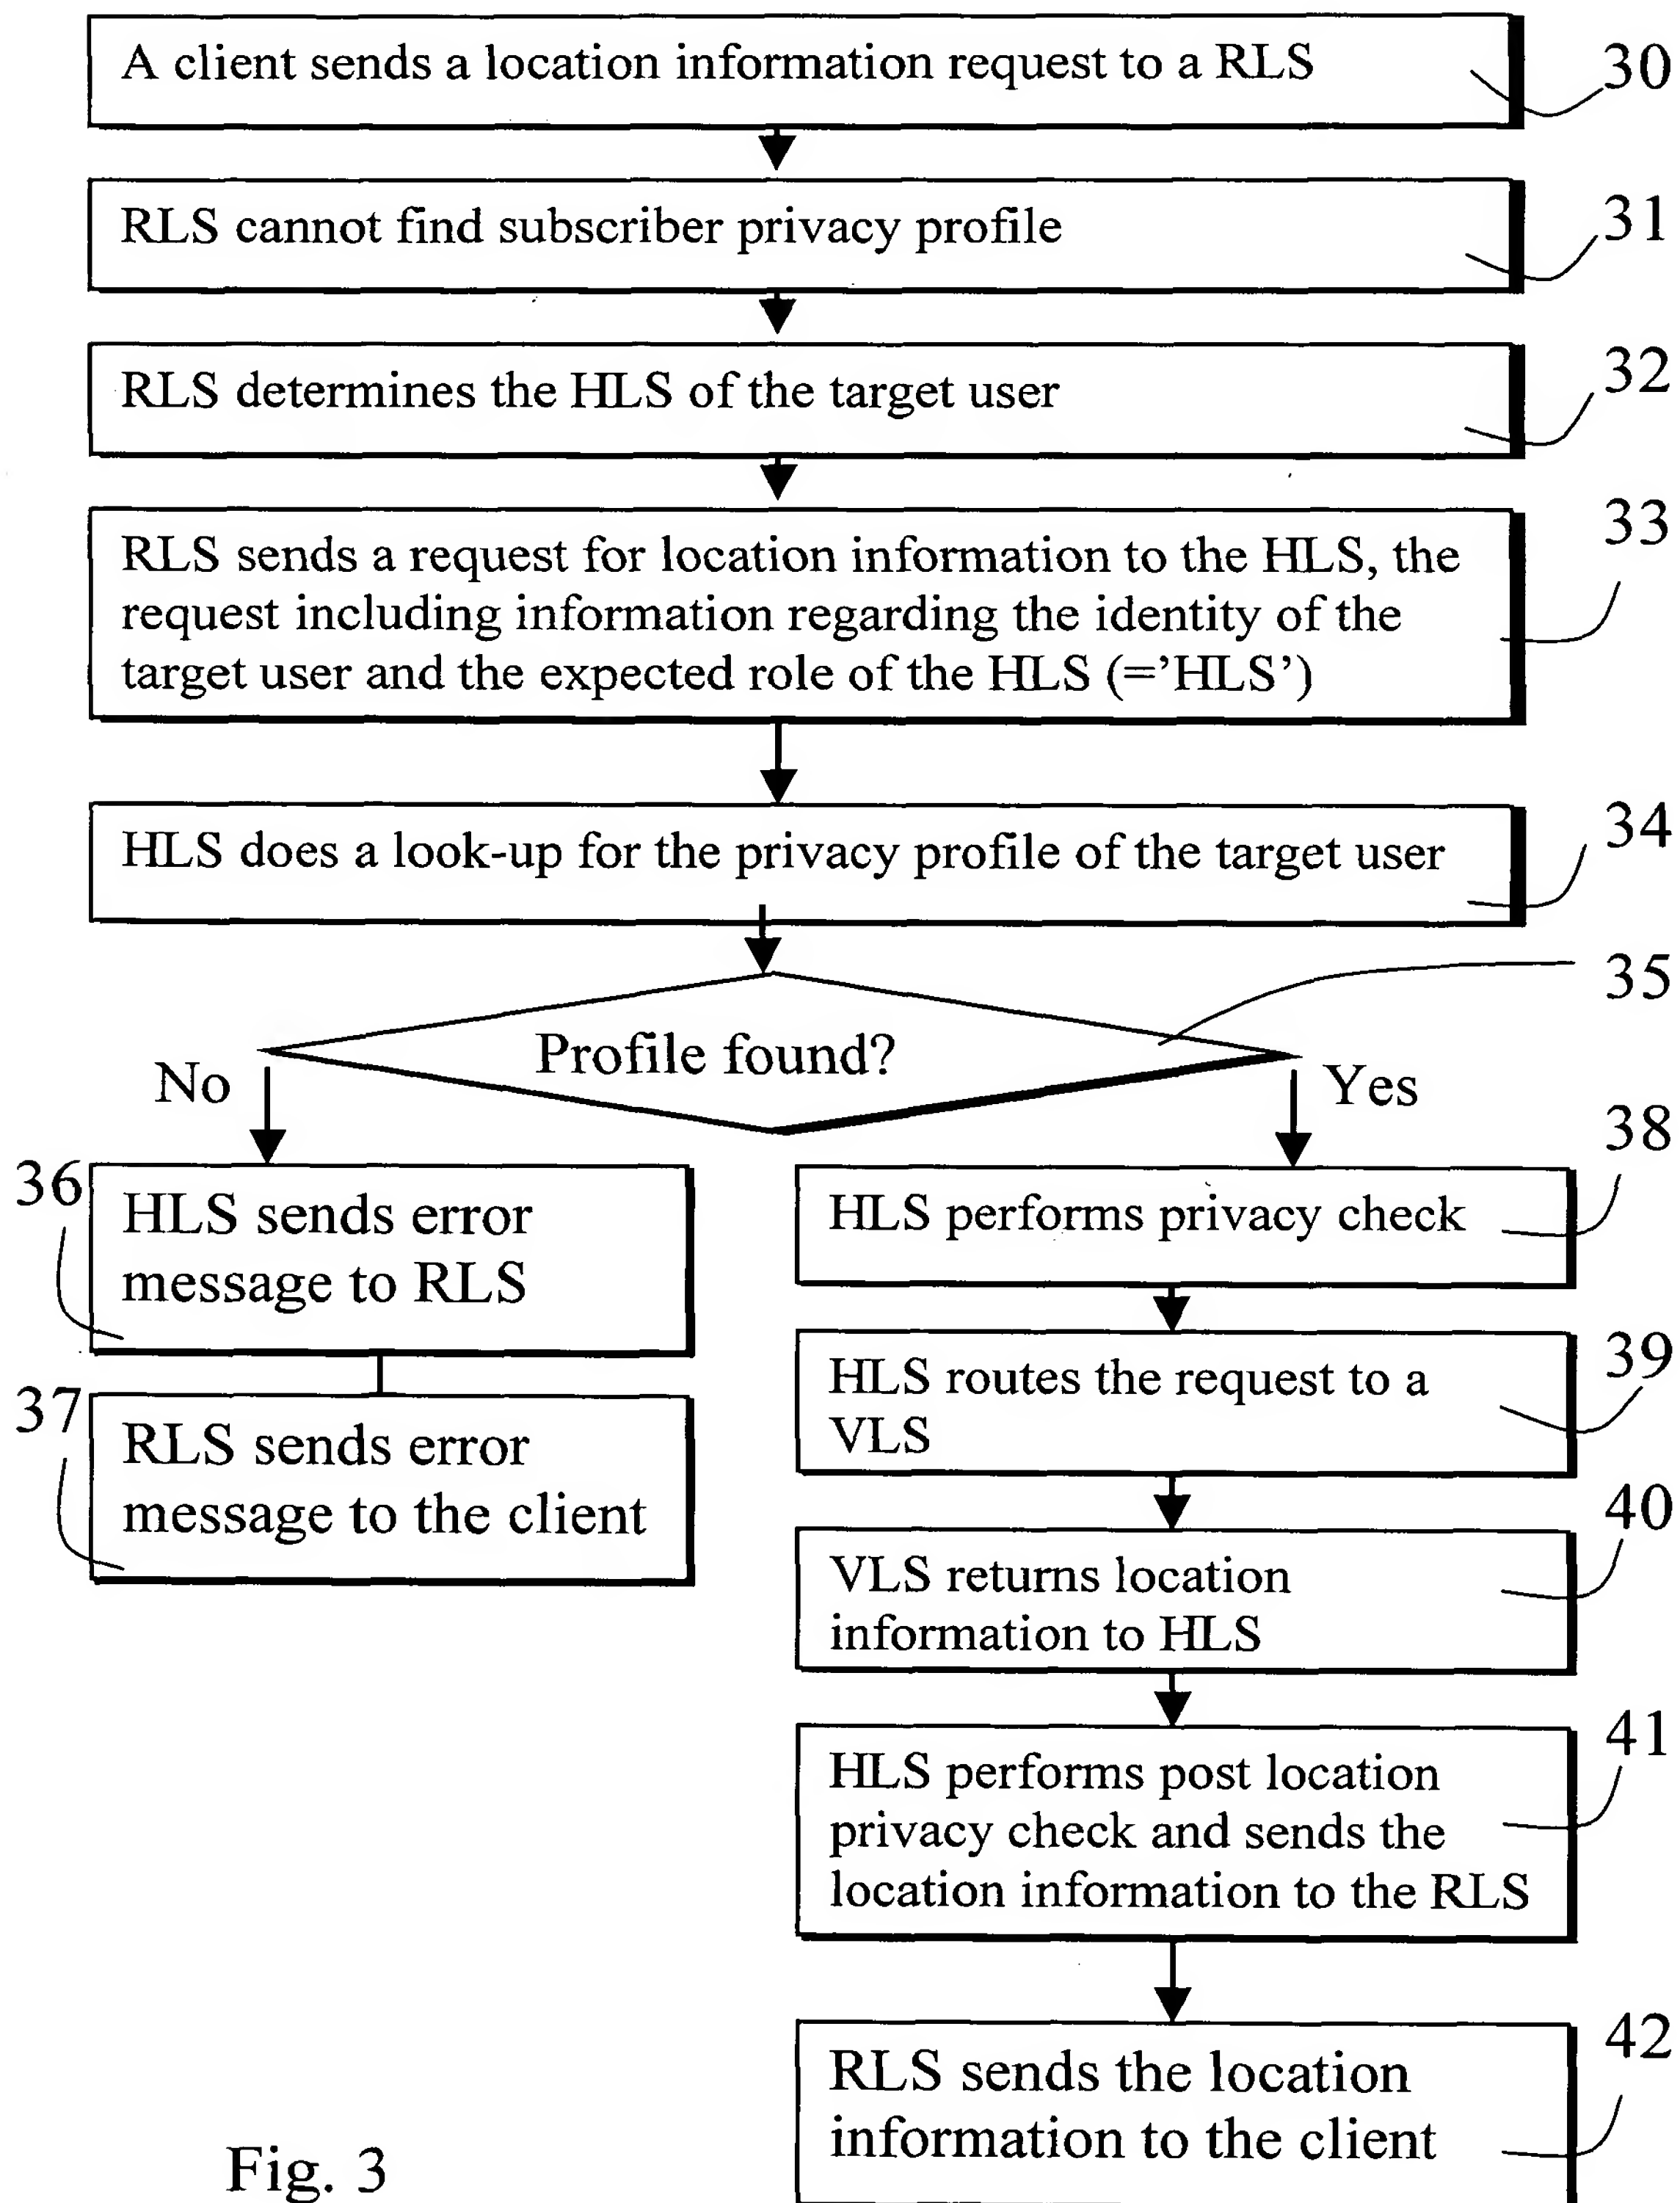 A client sends a location information request to a RLS
30
RLS cannot find subscriber privacy profile
31
RLS determines the HLS of the target user
32
RLS sends a request for location information to the HLS, the
request including information regarding the identity of the
target user and the expected role of the HLS (=’HLS’)
33
HLS does a look-up for the privacy profile of the target user
34
Profile found?
35
No
Yes
36
HLS sends error
message to RLS
37
RLS sends error
message to the client
38
HLS performs privacy check
39
HLS routes the request to a
VLS
40
VLS returns location
information to HLS
41
HLS performs post location
privacy check and sends the
location information to the RLS
42
RLS sends the location
information to the client
Fig. 3